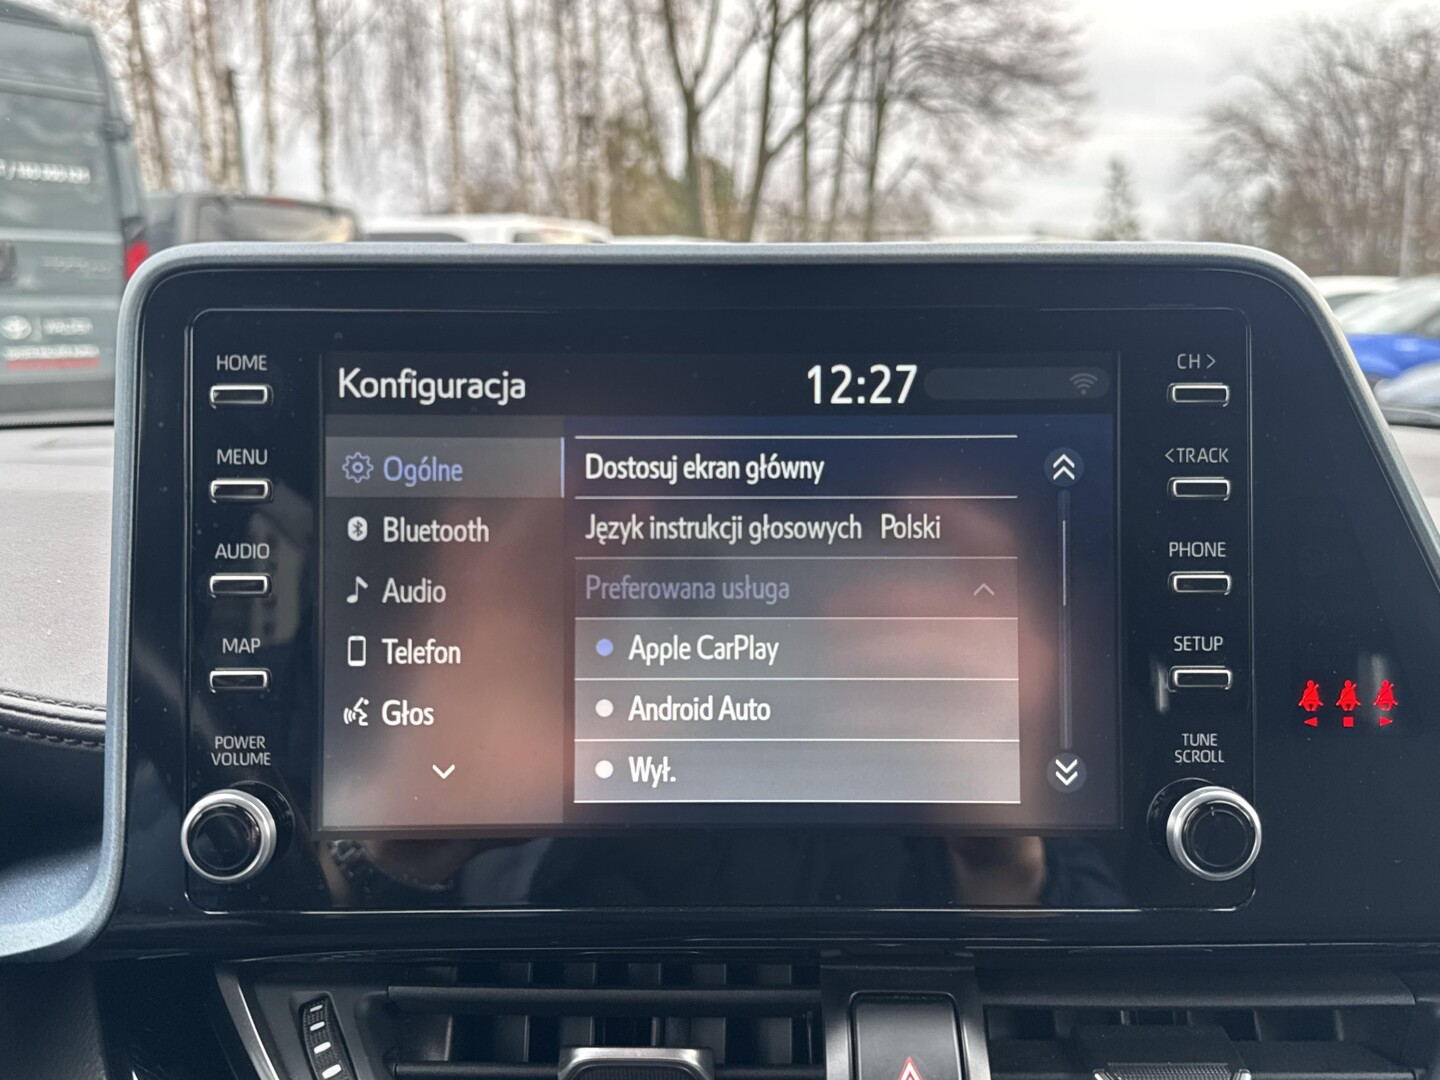 HOME
MENU
AUDIO
MAP
POWER
VOLUME
Konfiguracja
12:27
Ogólne
Bluetooth
Audio
Telefon
Głos
Dostosuj ekran główny
Język instrukcji głosowych Polski
Preferowana usługa
Apple CarPlay
Android Auto
Wył.
CH >
<TRACK
PHONE
SETUP
TUNE
SCROLL